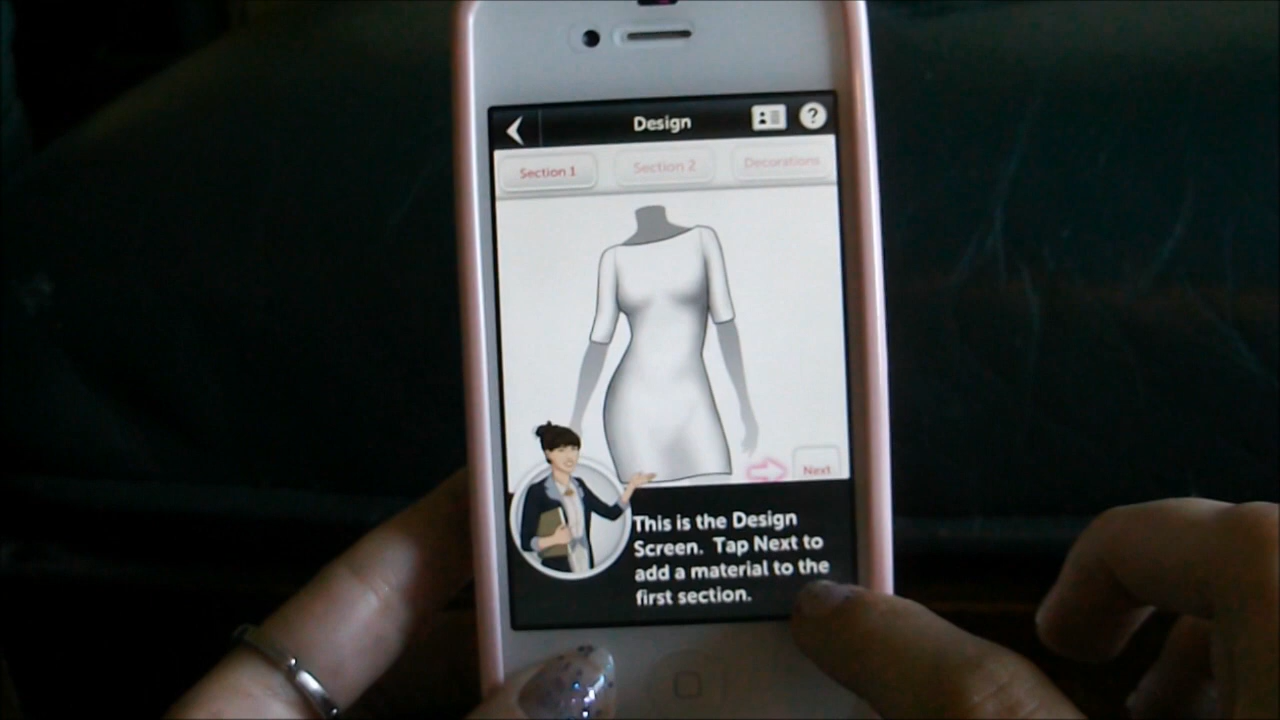 Design
?
Section 1
Section 2
Decorations
Next
This is the Design
Screen. Tap Next to
add a material to the
first section.